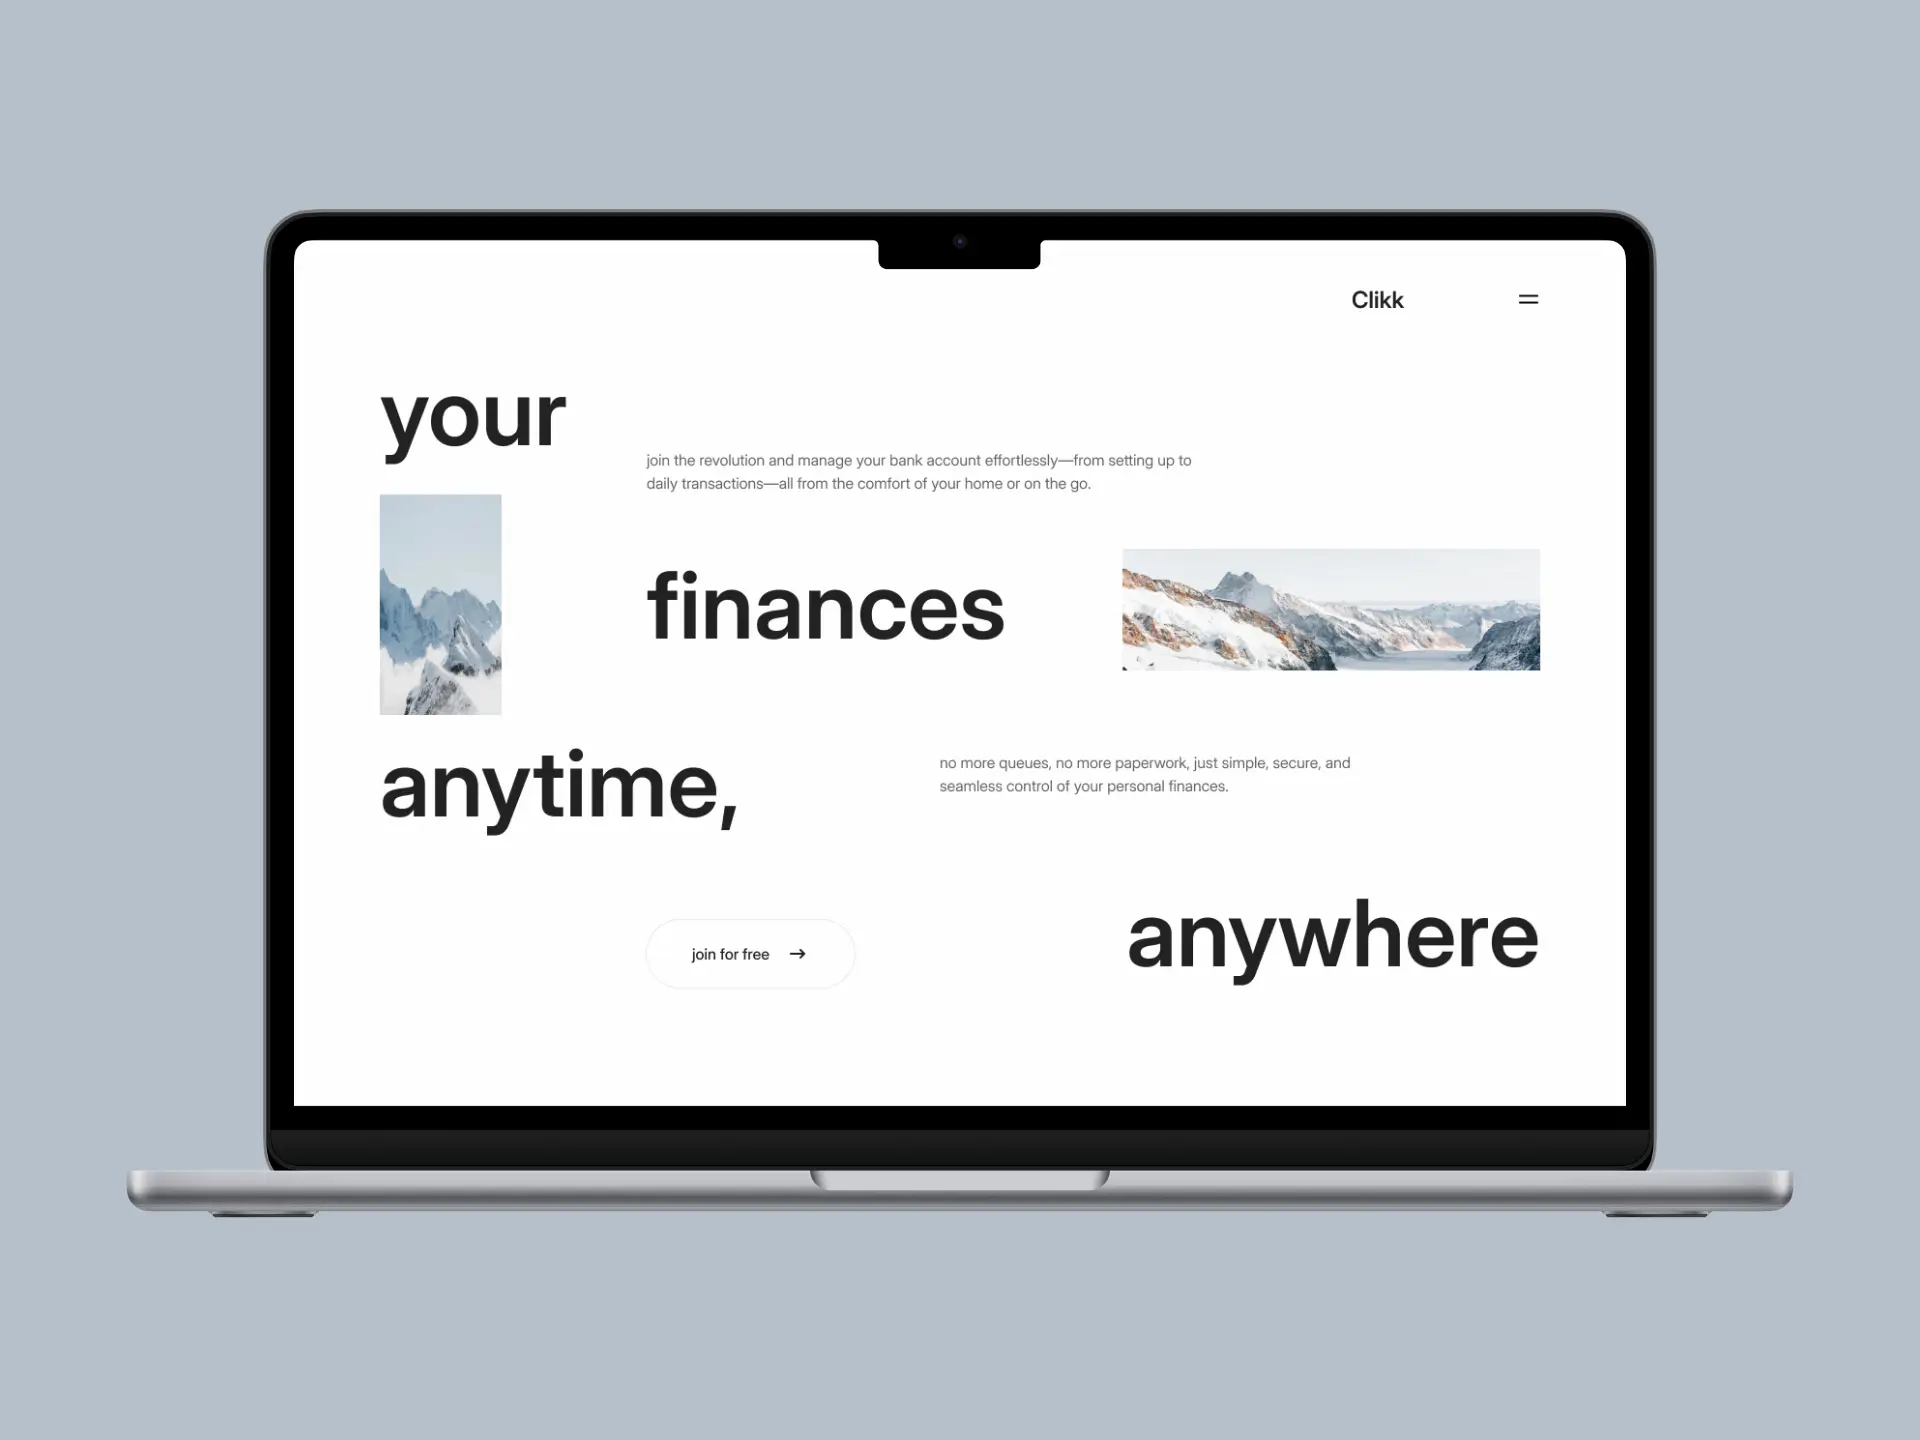 Clikk
your
join the revolution and manage your bank account effortlessly—from setting up to
daily transactions—all from the comfort of your home or on the go.
finances
anytime,
no more queues, no more paperwork, just simple, secure, and
seamless control of your personal finances.
join for free →
anywhere